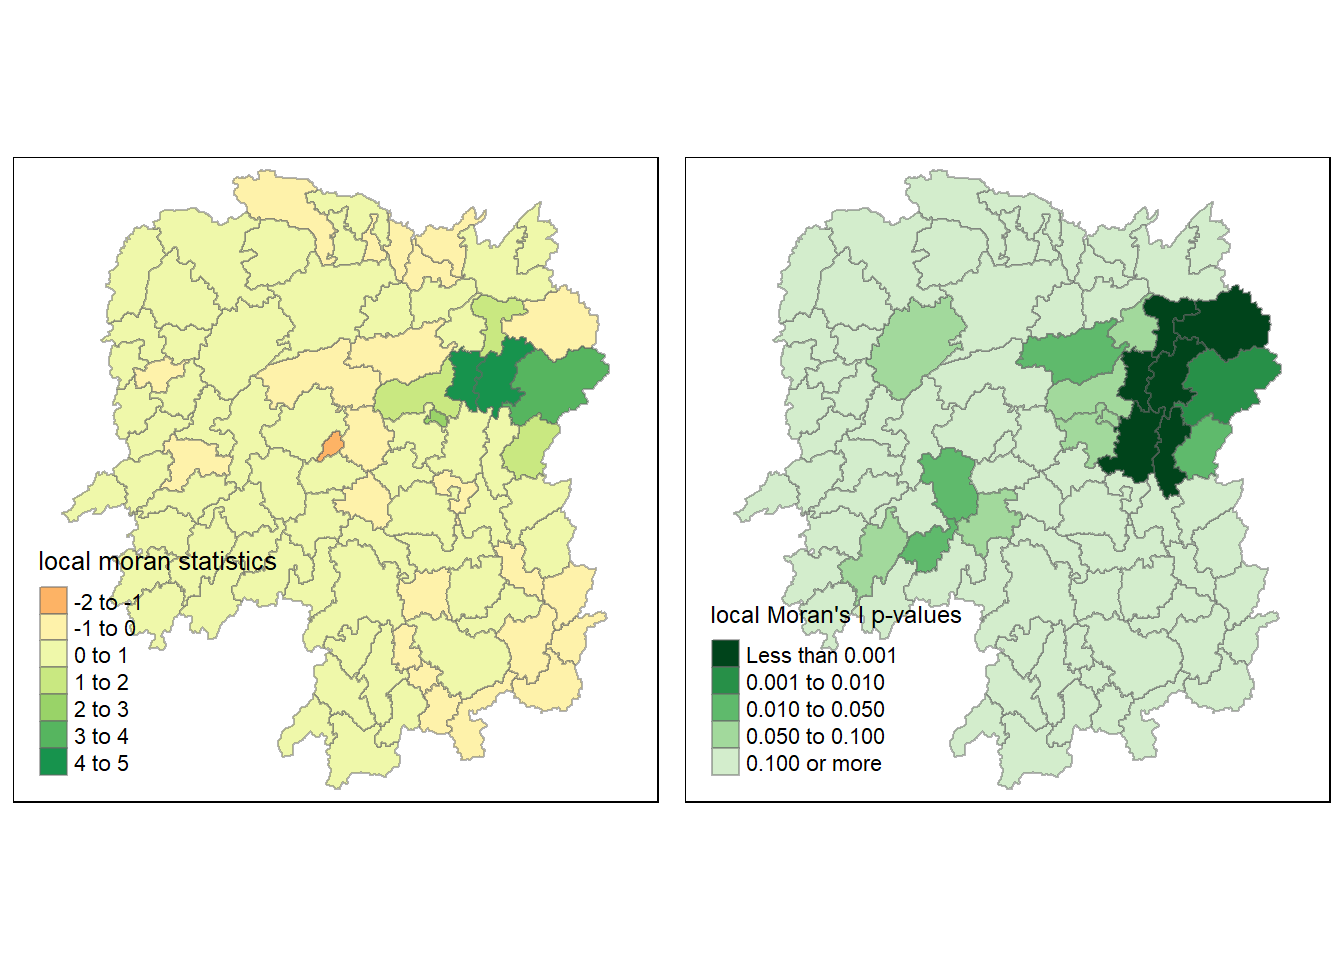 local moran statistics
-2 to -1
-1 to 0
0 to 1
1 to 2
2 to 3
3 to 4
4 to 5
local Moran's I p-values
Less than 0.001
0.001 to 0.010
0.010 to 0.050
0.050 to 0.100
0.100 or more